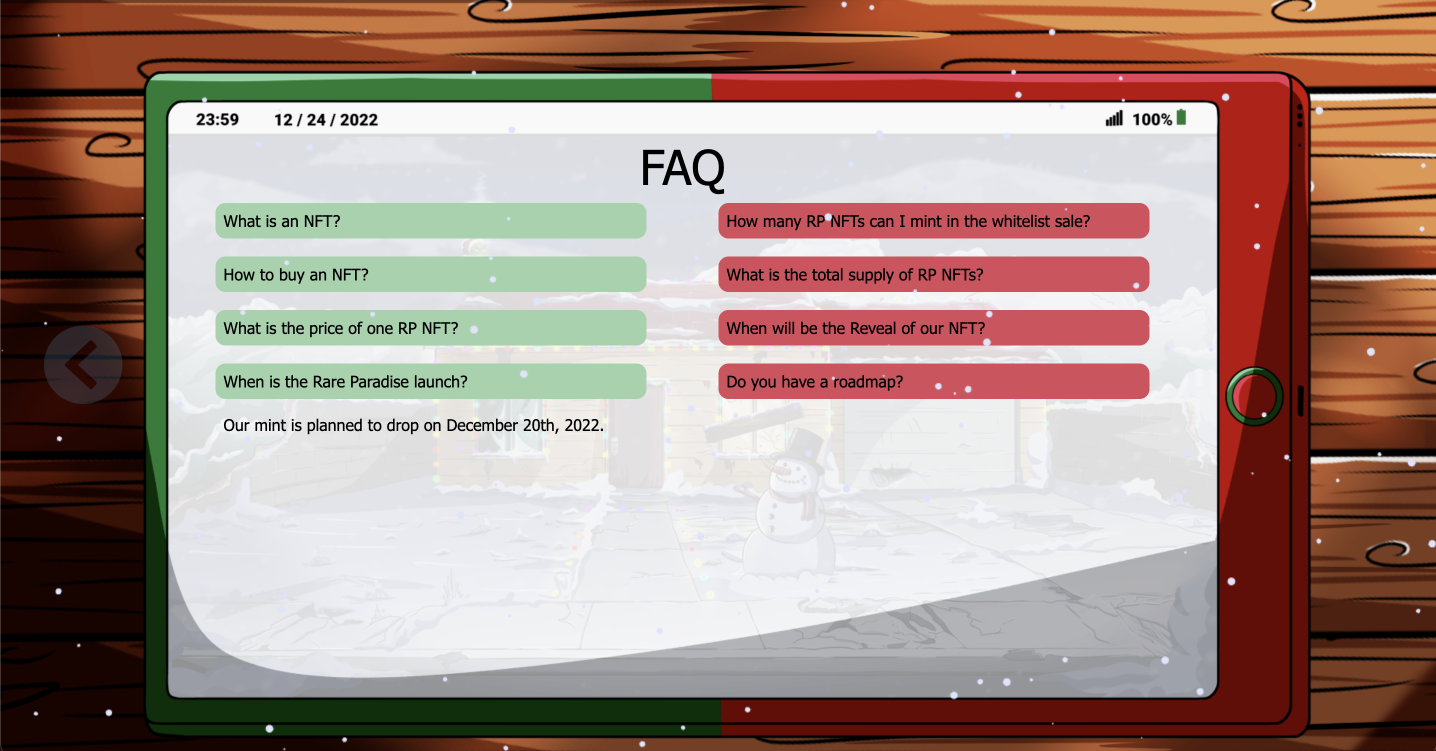 23:59 12 / 24 / 2022 100%
FAQ
What is an NFT?
How to buy an NFT?
What is the price of one RP NFT?
When is the Rare Paradise launch?
Our mint is planned to drop on December 20th, 2022.
How many RP NFTs can I mint in the whitelist sale?
What is the total supply of RP NFTs?
When will be the Reveal of our NFT?
Do you have a roadmap?